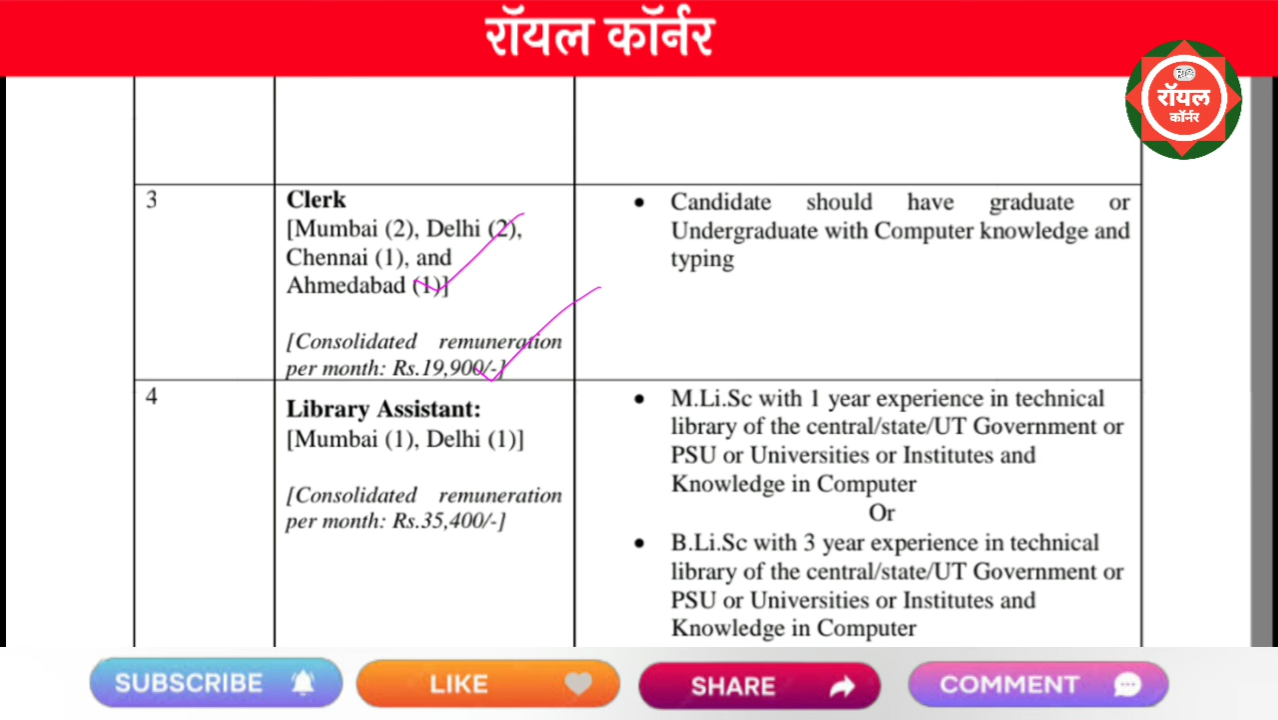 रॉयल कॉर्नर
रॉयल
कॉर्नर
3
Clerk
[Mumbai (2), Delhi (2),
Chennai (1), and
Ahmedabad (1)]
[Consolidated remuneration
per month: Rs.19,900/-]
Candidate should have graduate or
Undergraduate with Computer knowledge and
typing
4
Library Assistant:
[Mumbai (1), Delhi (1)]
[Consolidated remuneration
per month: Rs.35,400/-]
M.Li.Sc with 1 year experience in technical
library of the central/state/UT Government or
PSU or Universities or Institutes and
Knowledge in Computer
Or
B.Li.Sc with 3 year experience in technical
library of the central/state/UT Government or
PSU or Universities or Institutes and
Knowledge in Computer
SUBSCRIBE
LIKE
SHARE
COMMENT